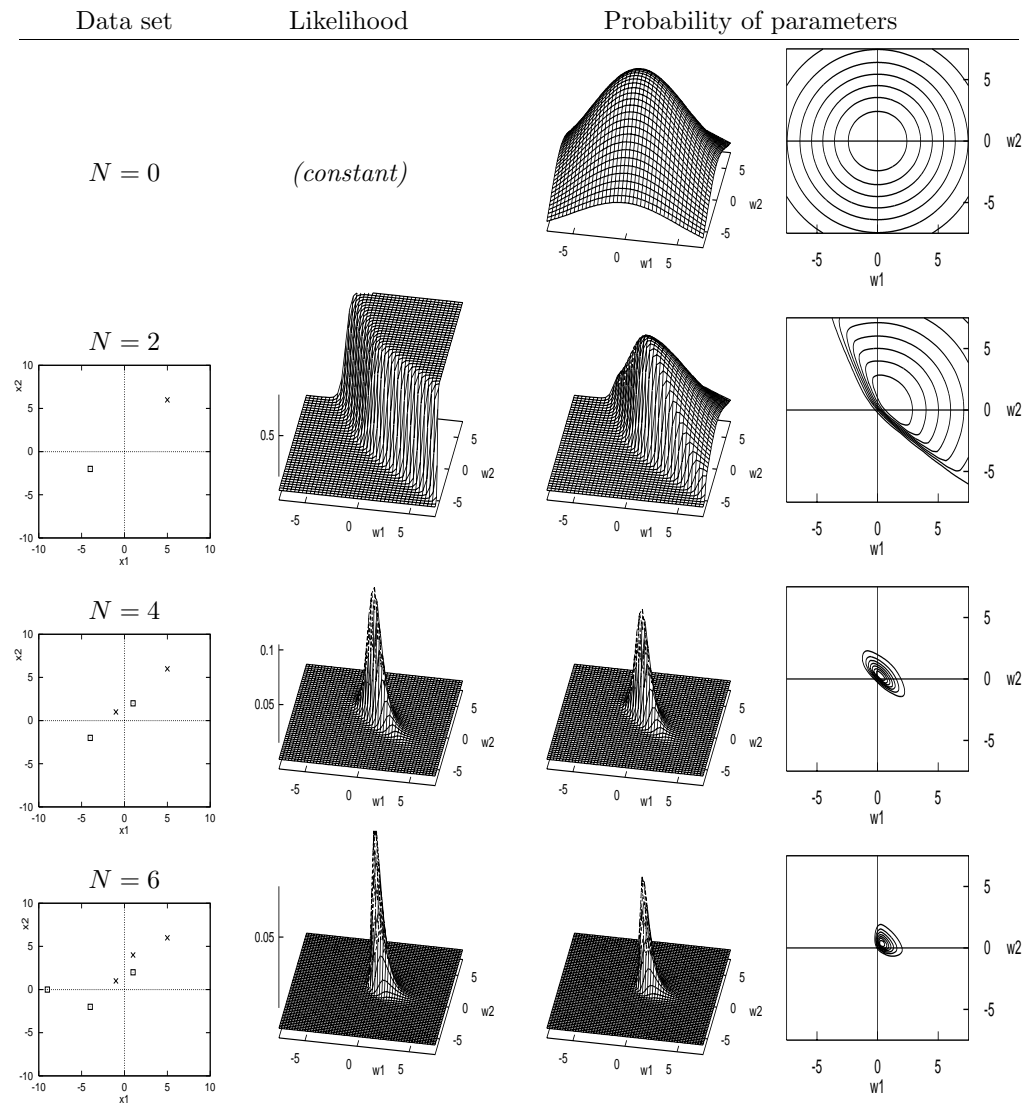 Data set Likelihood Probability of parameters
N = 0 (constant)
-5 0 w1 5
-5 0 5 w2
5
0 w2
-5
-5 0 5
w1
N = 2
x2
10
5
0
-5
-10
-10 -5 0 5 10
x1
0.5
-5 0 w1 5
-5 0 5 w2
-5 0 w1 5
-5 0 5 w2
5
0 w2
-5
-5 0 5
w1
N = 4
x2
10
5
0
-5
-10
-10 -5 0 5 10
x1
0.1
0.05
-5 0 w1 5
-5 0 5 w2
-5 0 w1 5
-5 0 5 w2
5
0 w2
-5
-5 0 5
w1
N = 6
x2
10
5
0
-5
-10
-10 -5 0 5 10
x1
0.05
-5 0 w1 5
-5 0 5 w2
-5 0 w1 5
-5 0 5 w2
5
0 w2
-5
-5 0 5
w1